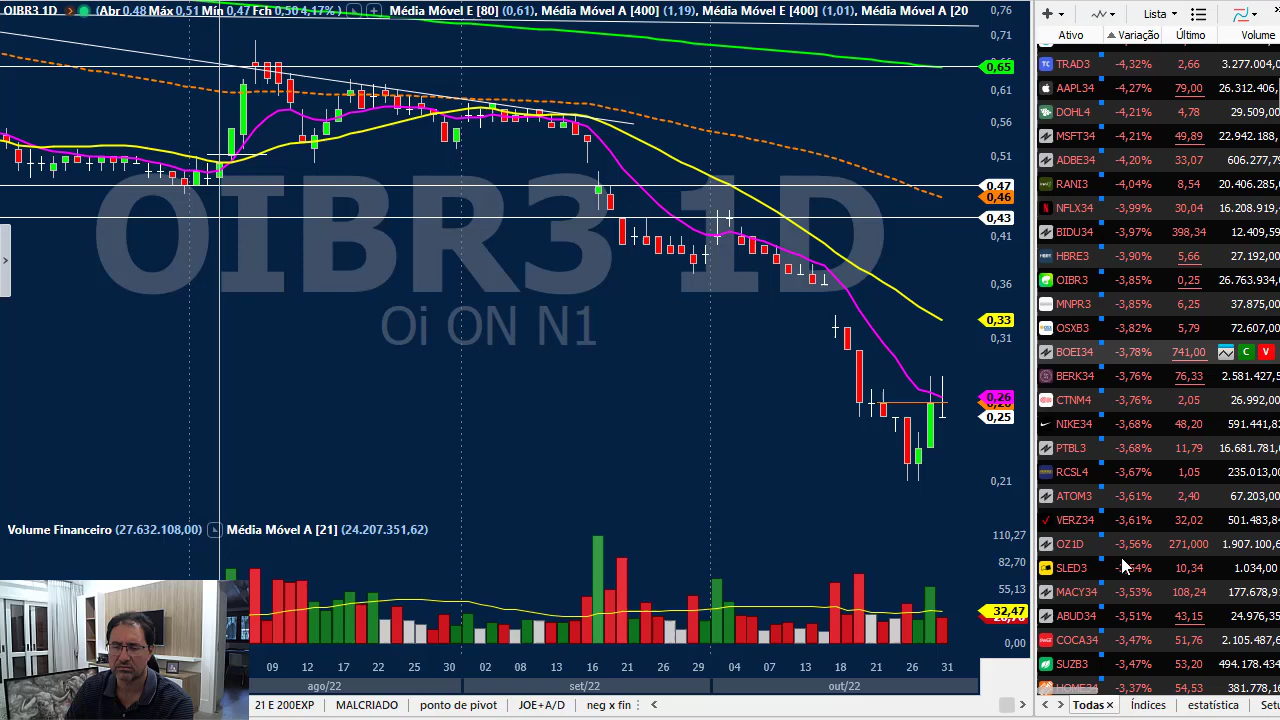 OIBR3 1D (Abr 0,48 Máx 0,51 Mín 0,47 Fch 0,50 4,17%) Média Móvel E [80] (0,61), Média Móvel A [400] (1,19), Média Móvel E [400] (1,01), Média Móvel A [20
0,76
0,71
0,65
0,61
0,56
0,51
0,47
0,46
0,43
0,41
0,36
0,33
0,31
0,26
0,25
0,21
OIBR3 1D
Oi ON N1
Volume Financeiro (27.632.108,00) Média Móvel A [21] (24.207.351,62)
110,27
82,70
55,13
32,47
0,00
09 12 17 22 25 30 02 08 13 16 21 26 29 04 07 13 18 21 26 31
ago/22 set/22 out/22
21 E 200EXP MALCRIADO ponto de pivot JOE+A/D neg x fin
Ativo Variação Último Volume
TRAD3 -4,32% 2,66 3.277.004,0
AAPL34 -4,27% 79,00 26.312.406,
DOHL4 -4,21% 4,78 29.509,00
MSFT34 -4,21% 49,89 22.942.188,
ADBE34 -4,20% 33,07 606.277,
RANI3 -4,04% 8,54 20.406.285,0
NFLX34 -3,99% 30,04 16.208.919,4
BIDU34 -3,97% 398,34 12.409,59
HBRE3 -3,90% 5,66 27.192,00
OIBR3 -3,85% 0,25 26.763.934,
MNPR3 -3,85% 6,25 37.875,00
OSXB3 -3,82% 5,79 72.607,00
BOEI34 -3,78% 741,00 C V
BERK34 -3,76% 76,33 2.581.427,5
CTNM4 -3,76% 2,05 26.992,00
NIKE34 -3,68% 48,20 591.441,82
PTBL3 -3,68% 11,79 16.681.781,0
RCSL4 -3,67% 1,05 235.013,00
ATOM3 -3,61% 2,40 67.203,00
VERZ34 -3,61% 32,02 501.483,84
OZ1D -3,56% 271,000 1.907.100,6
SLED3 10,34 1.034,00
MACY34 -3,53% 108,24 177.678,9
ABUD34 -3,51% 43,15 24.976,35
COCA34 -3,47% 51,76 2.105.487,6
SUZB3 -3,47% 53,20 494.178.434
HOME34 -3,37% 54,53 381.778,1
Todas Índices estatística Setu